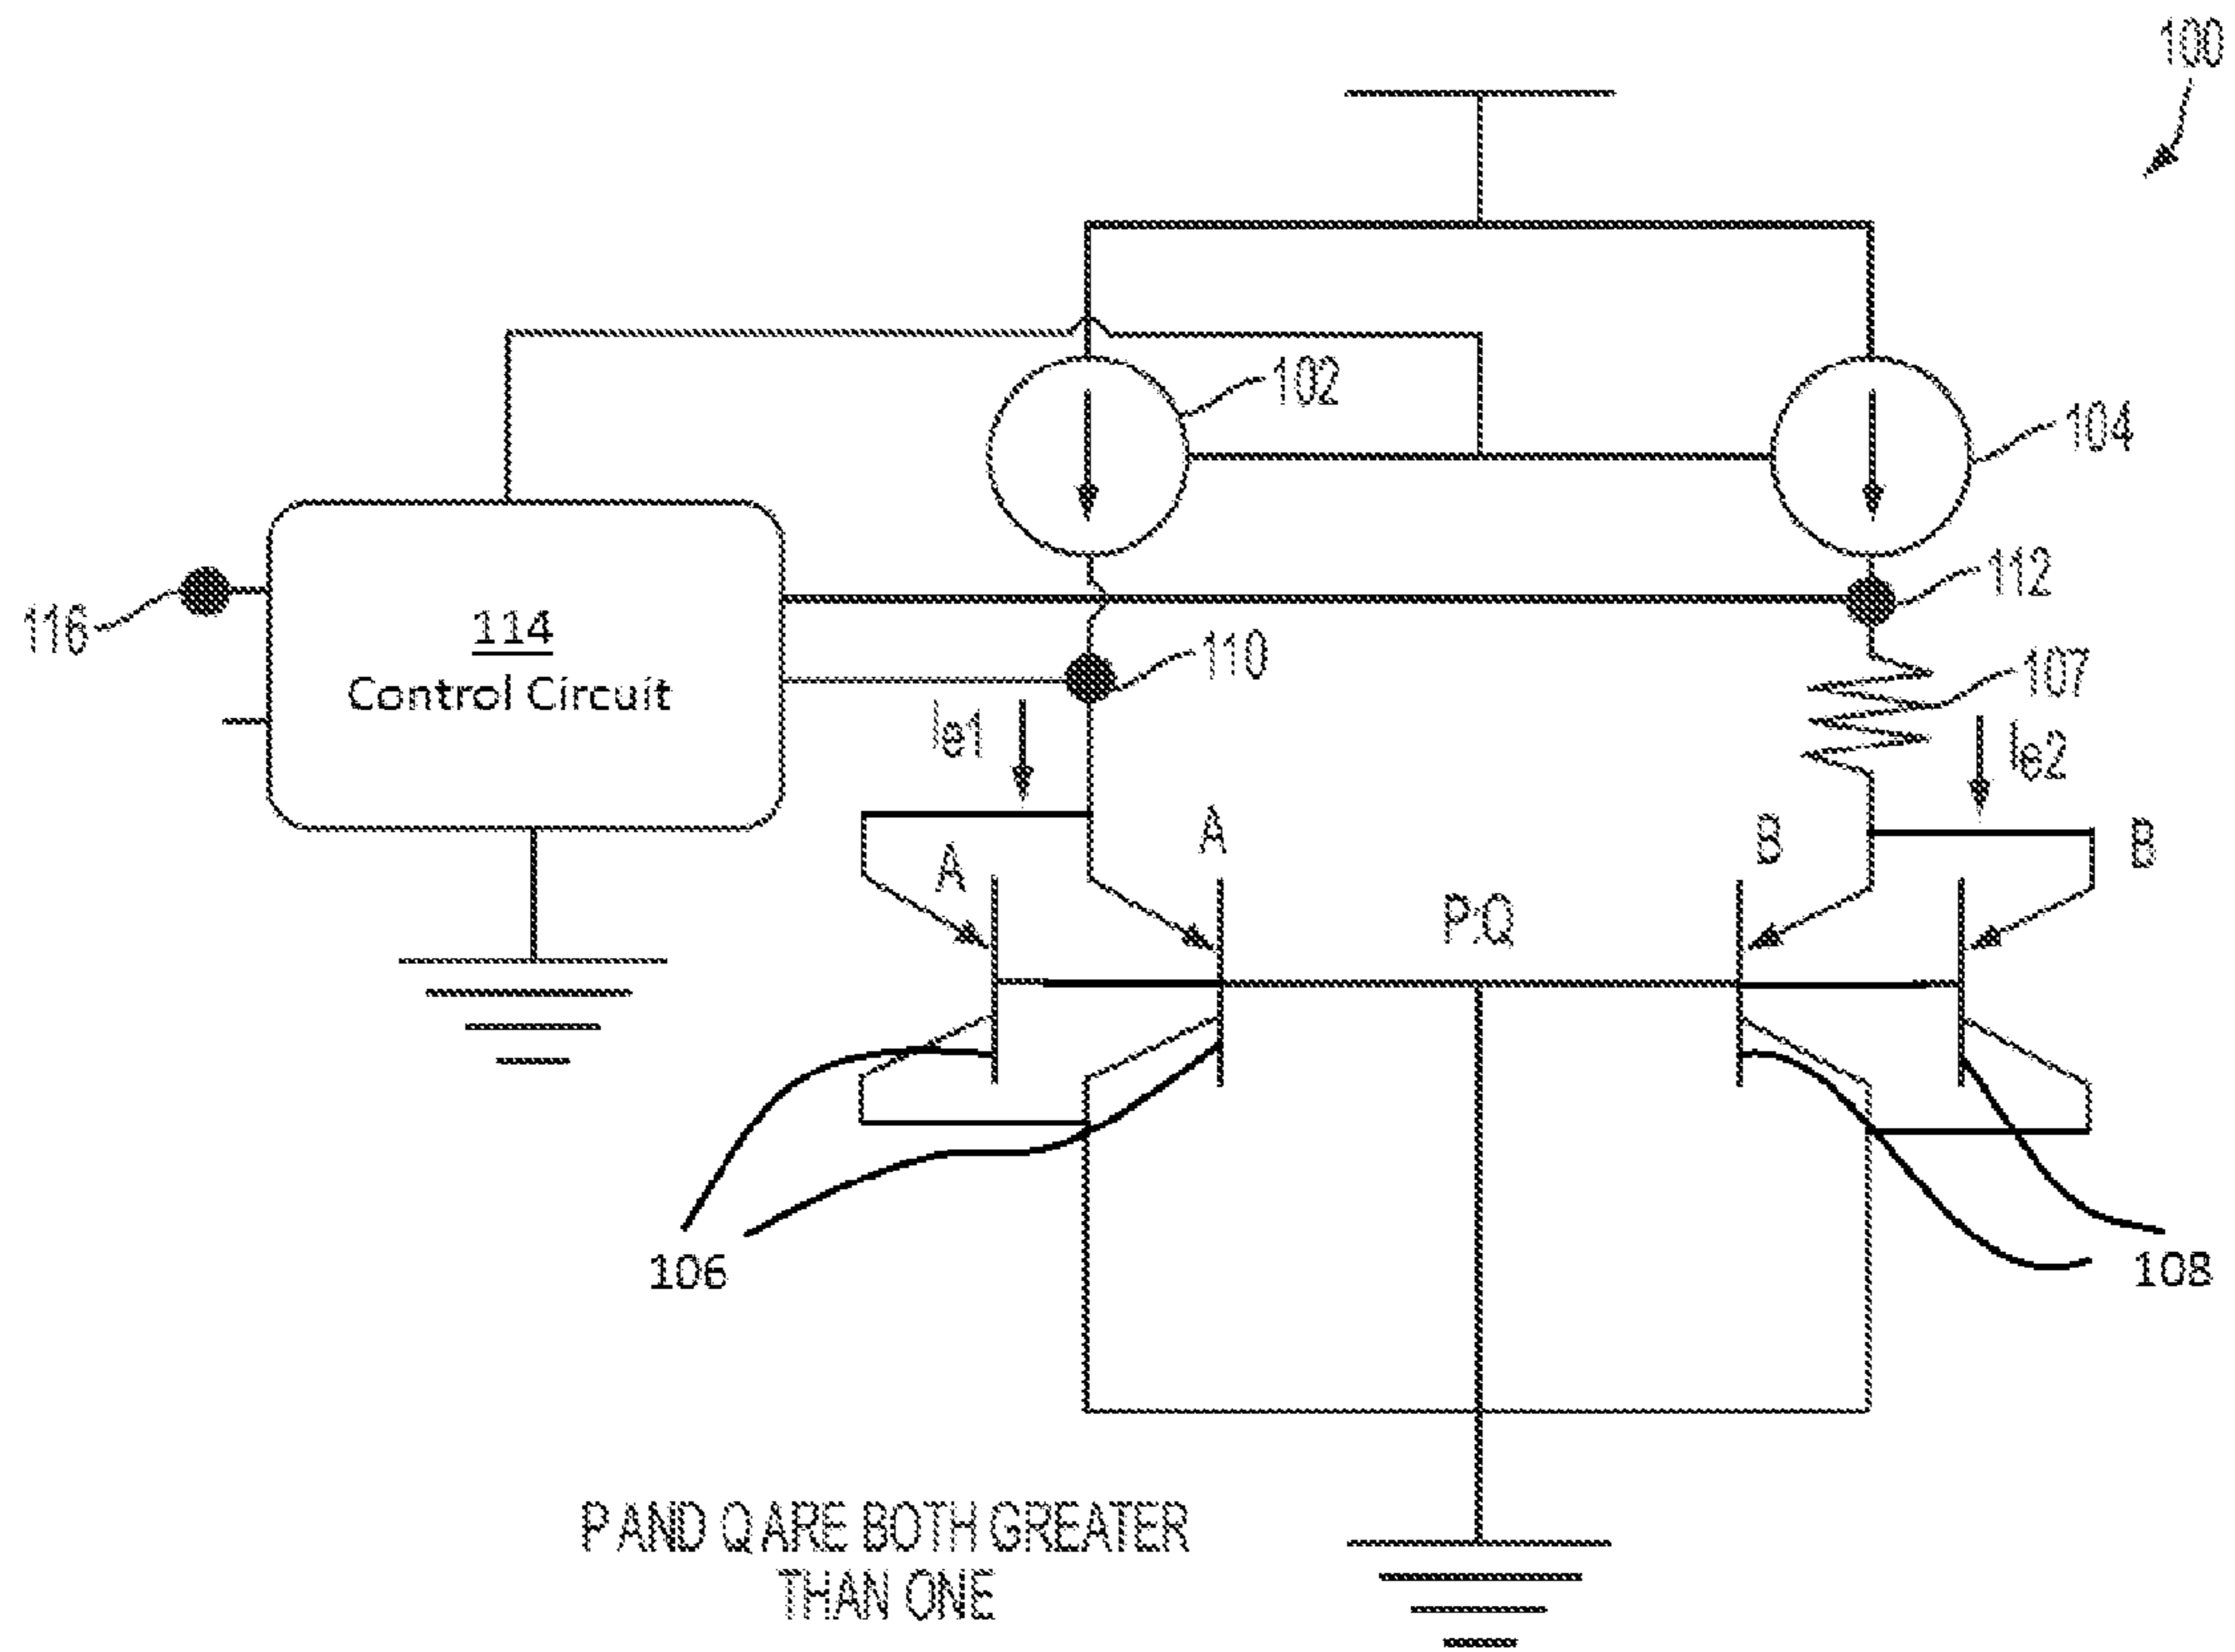 100
102
104
112
116
114
Control Circuit
110
107
Ie1
Ie2
A
A
B
B
P:Q
106
108
P AND Q ARE BOTH GREATER
THAN ONE